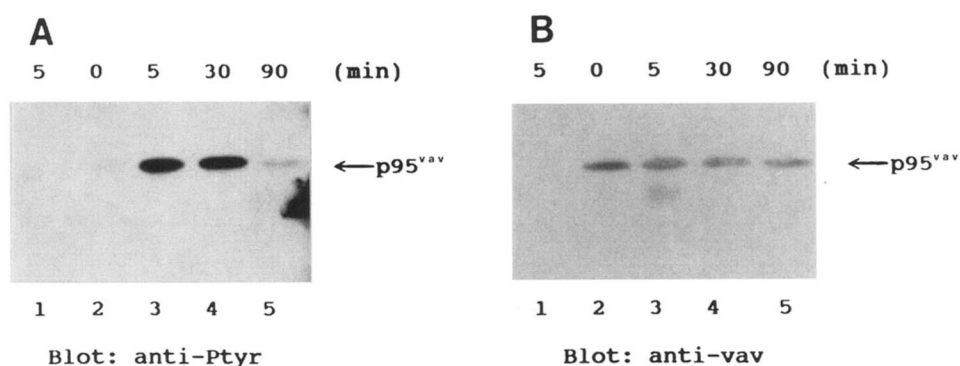 A
5 0 5 30 90 (min)
←p95vav
1 2 3 4 5
Blot: anti-Ptyr
B
5 0 5 30 90 (min)
←p95vav
1 2 3 4 5
Blot: anti-vav